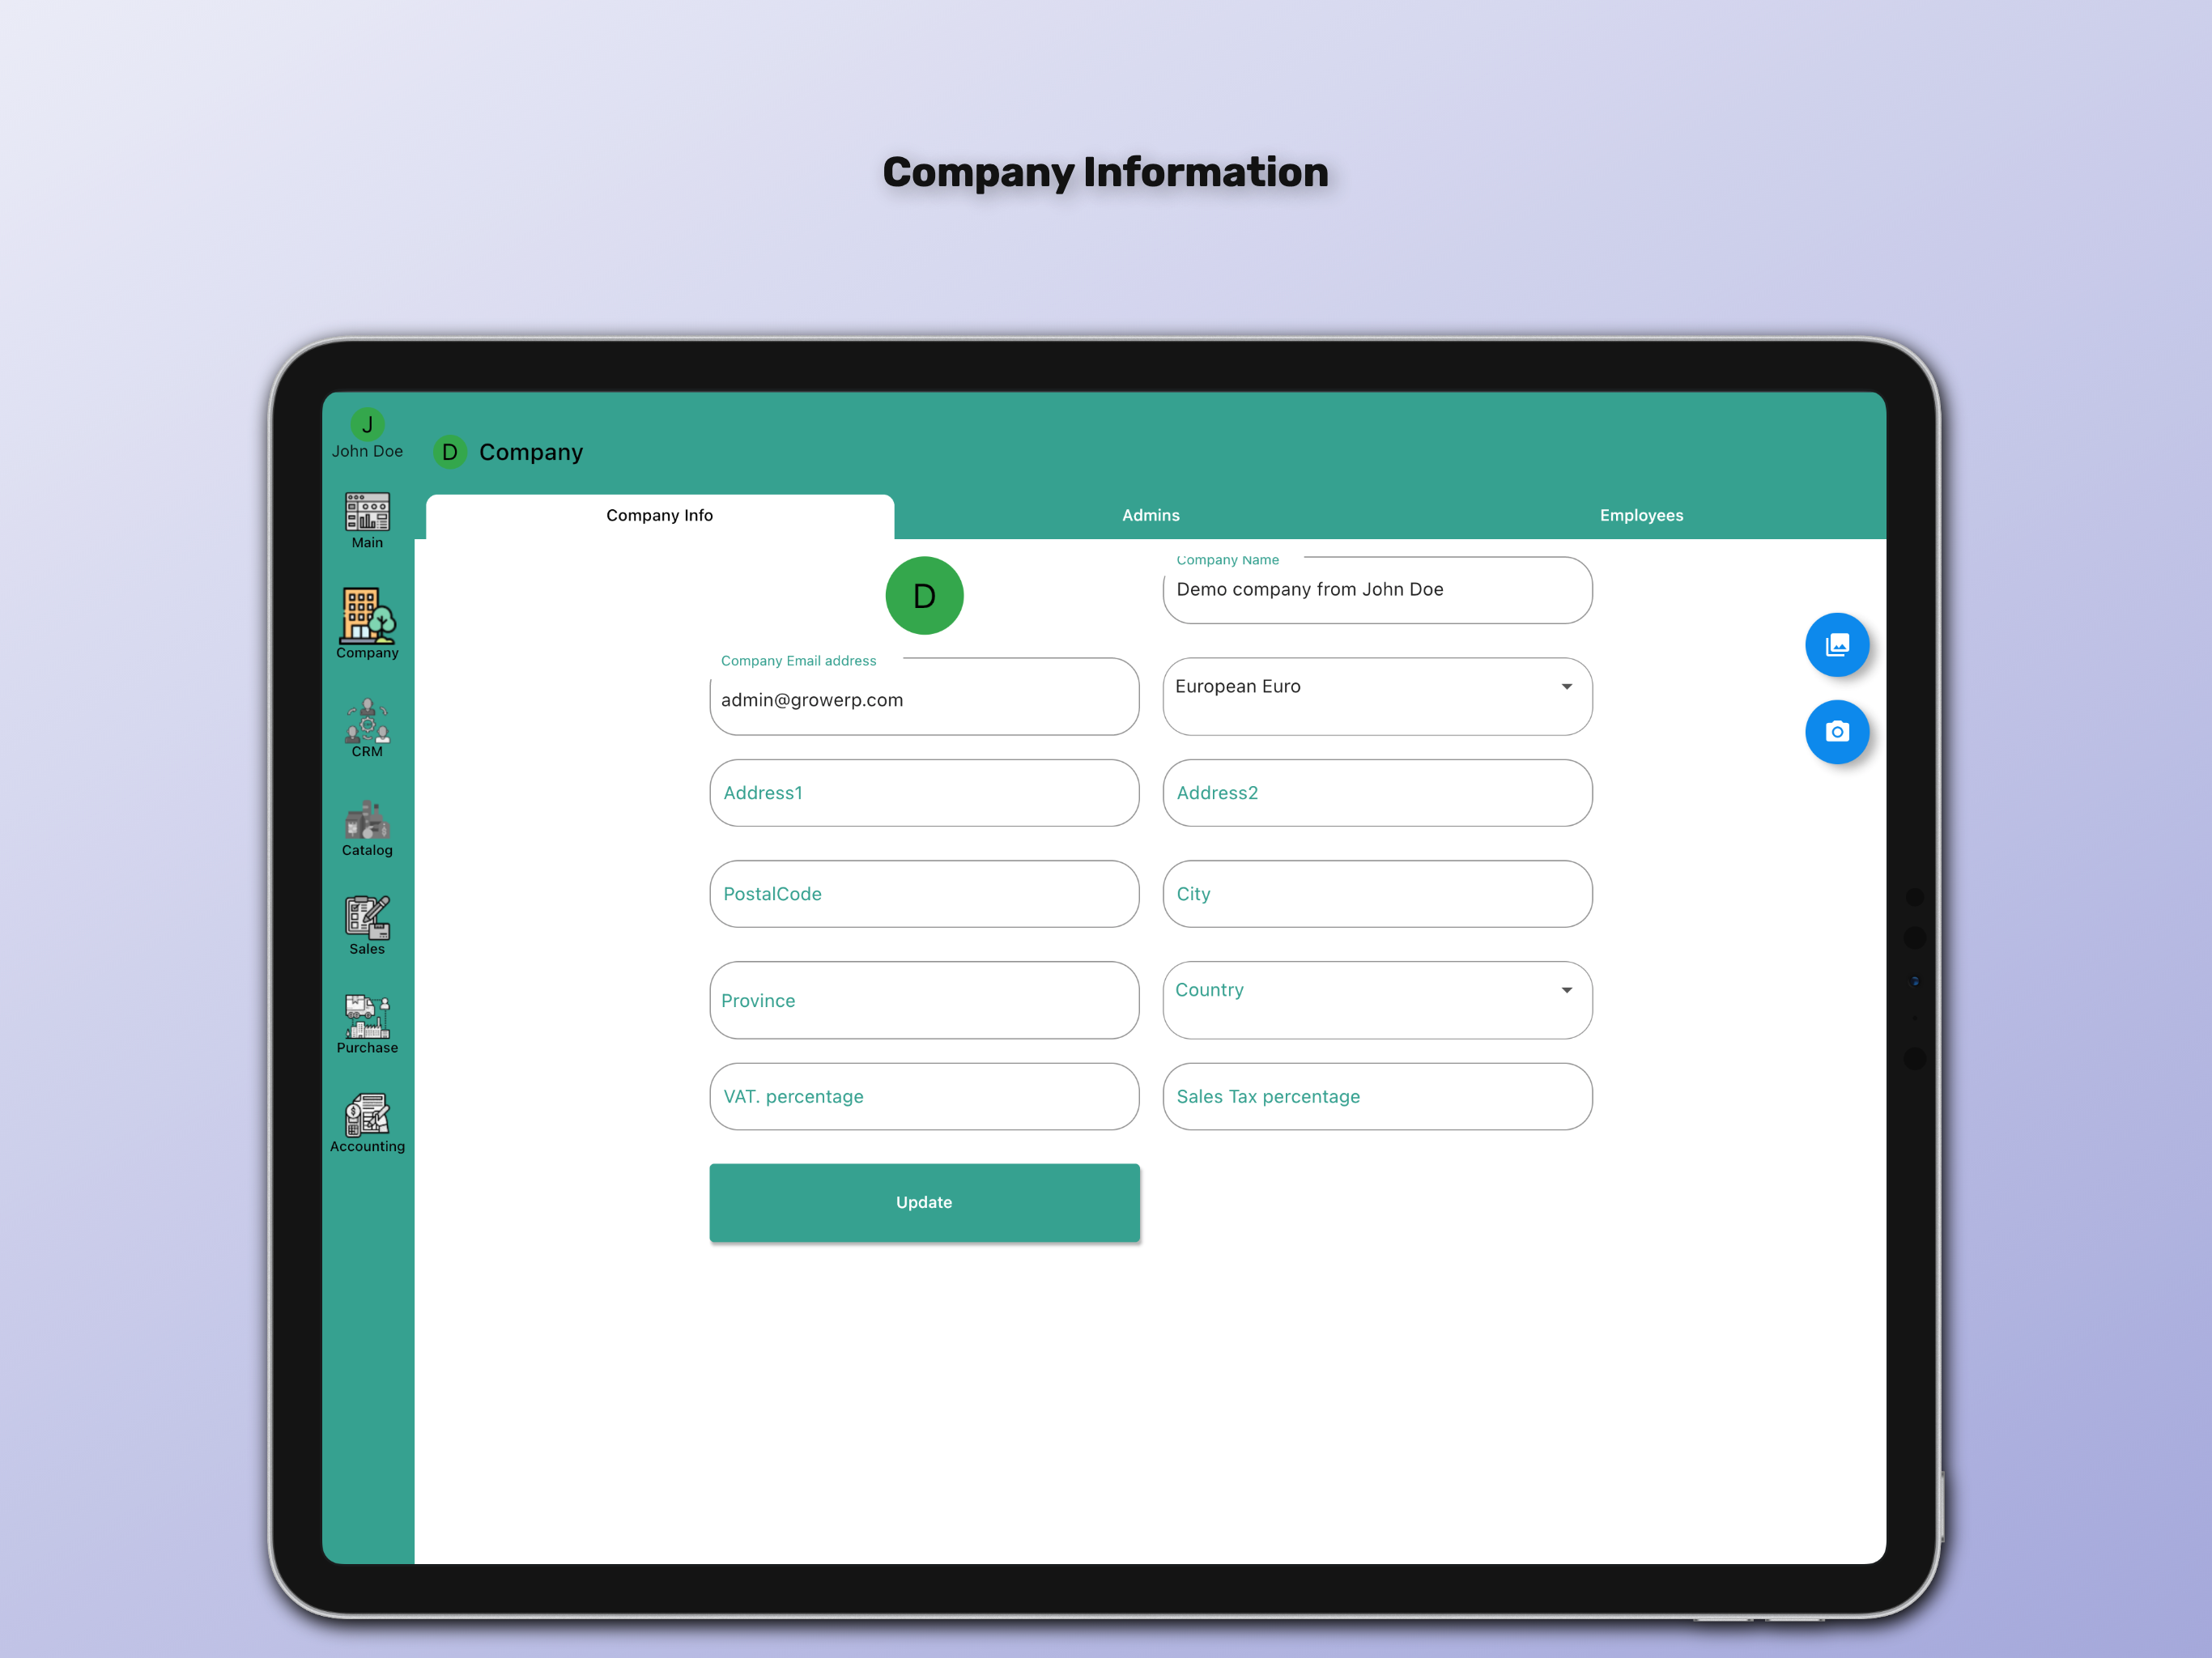 Company Information
J
John Doe
D Company
Company Info
Admins
Employees
Main
Company
CRM
Catalog
Sales
Purchase
Accounting
D
Company Name
Demo company from John Doe
Company Email address
admin@growerp.com
European Euro
Address1
Address2
PostalCode
City
Province
Country
VAT. percentage
Sales Tax percentage
Update